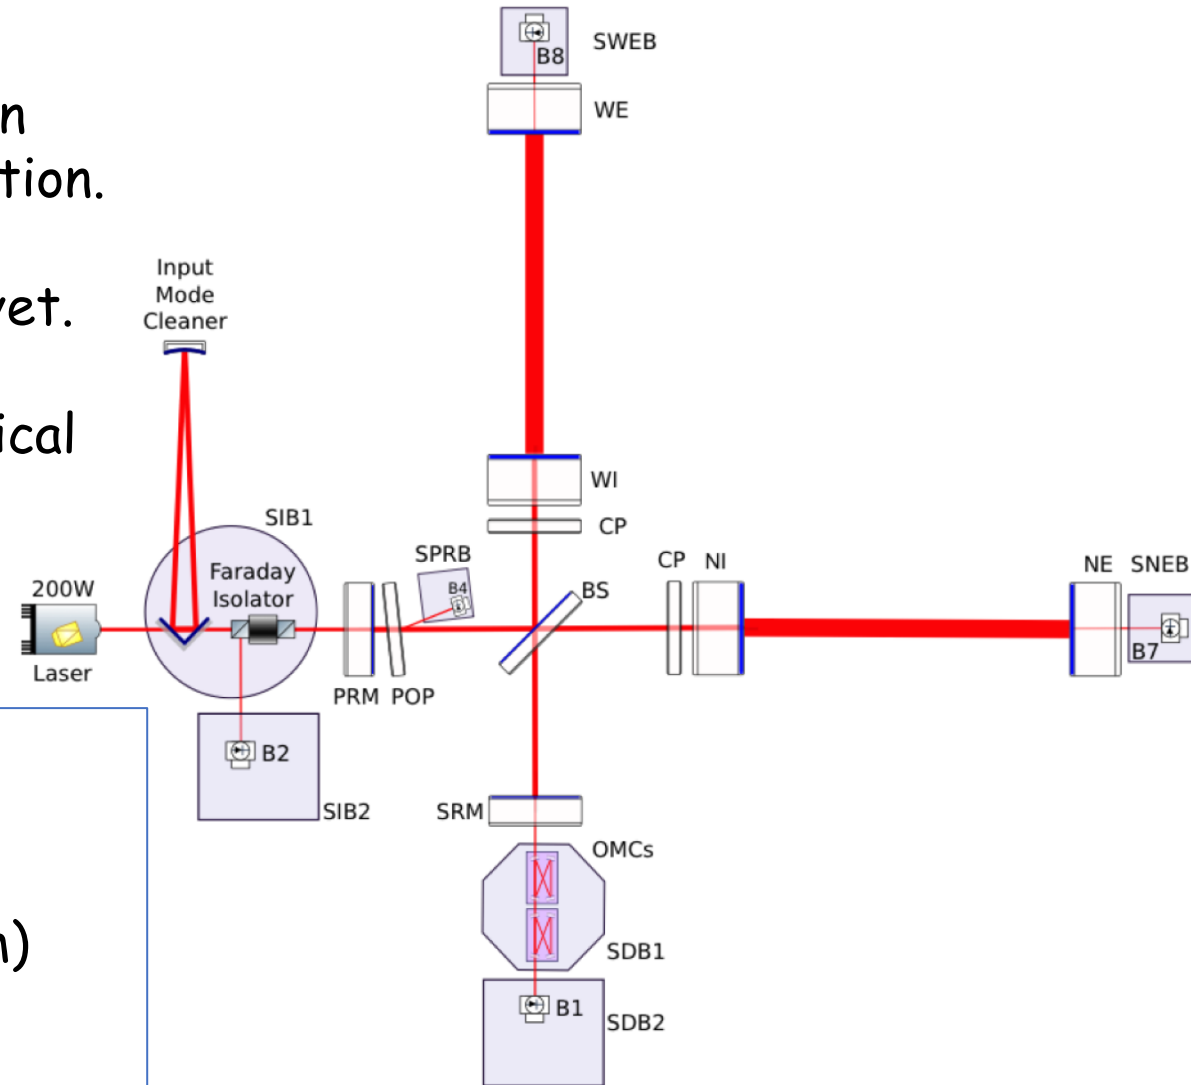 n
tion.
yet.
ical
n)
B8
SWEB
WE
Input
Mode
Cleaner
WI
CP
SIB1
SPRB
B4
CP
NI
NE
SNEB
200W
Faraday
Isolator
BS
B7
Laser
PRM
POP
B2
SIB2
SRM
OMCs
SDB1
B1
SDB2